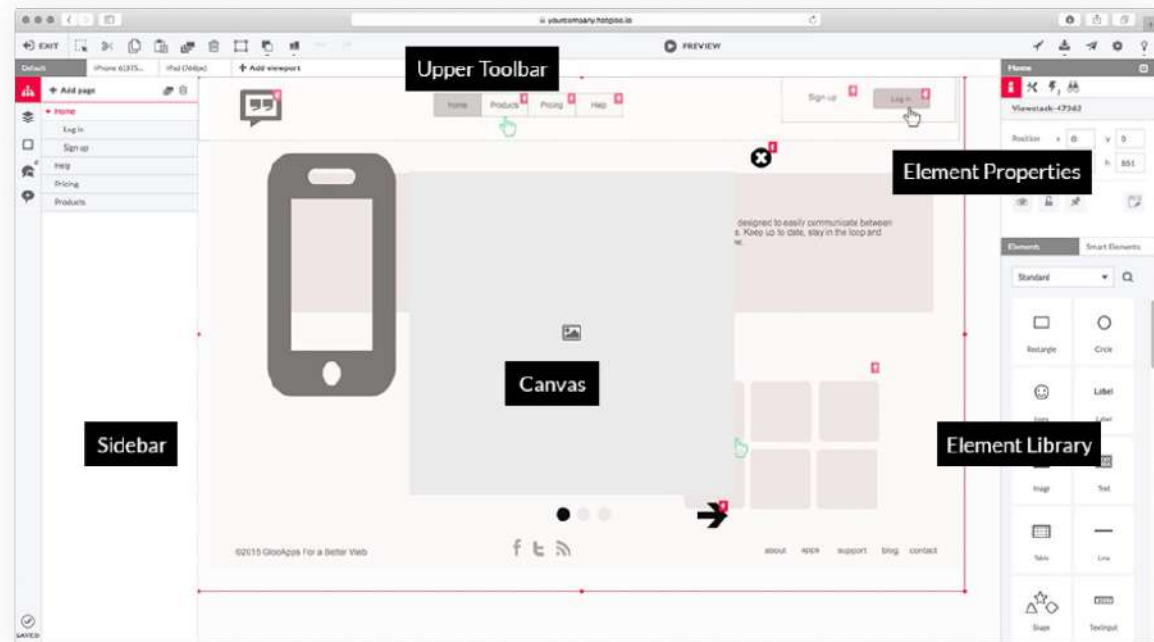 yourcompany.hotgloo.io
EXIT
PREVIEW
Default
iPad (768px)
+ Add viewport
Upper Toolbar
Home
+ Add page
Home
Log in
Sign up
Help
Pricing
Products
Home
Products
Pricing
Help
Sign up
Log in
Viewstack-47362
Position
x
0
y
0
h
851
Element Properties
designed to easily communicate between
Keep up to date, stay in the loop and
Elements
Smart Elements
Standard
Rectangle
Circle
Canvas
Label
Label
Sidebar
Element Library
Image
Text
Table
Line
©2015 GlooApps For a Better Web
about
apps
support
blog
contact
Shape
TextInput
SAVED